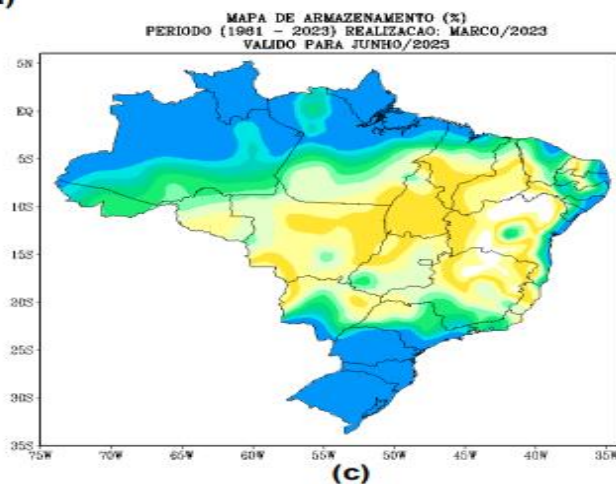 MAPA DE ARMAZENAMENTO (%)
PERIODO (1961 - 2023) REALIZACAO: MARCO/2023
VALIDO PARA JUNHO/2023
5N
EQ
5S
10S
15S
20S
25S
30S
35S
75W 70W 65W 60W 55W 50W 45W 40W 35W
(c)